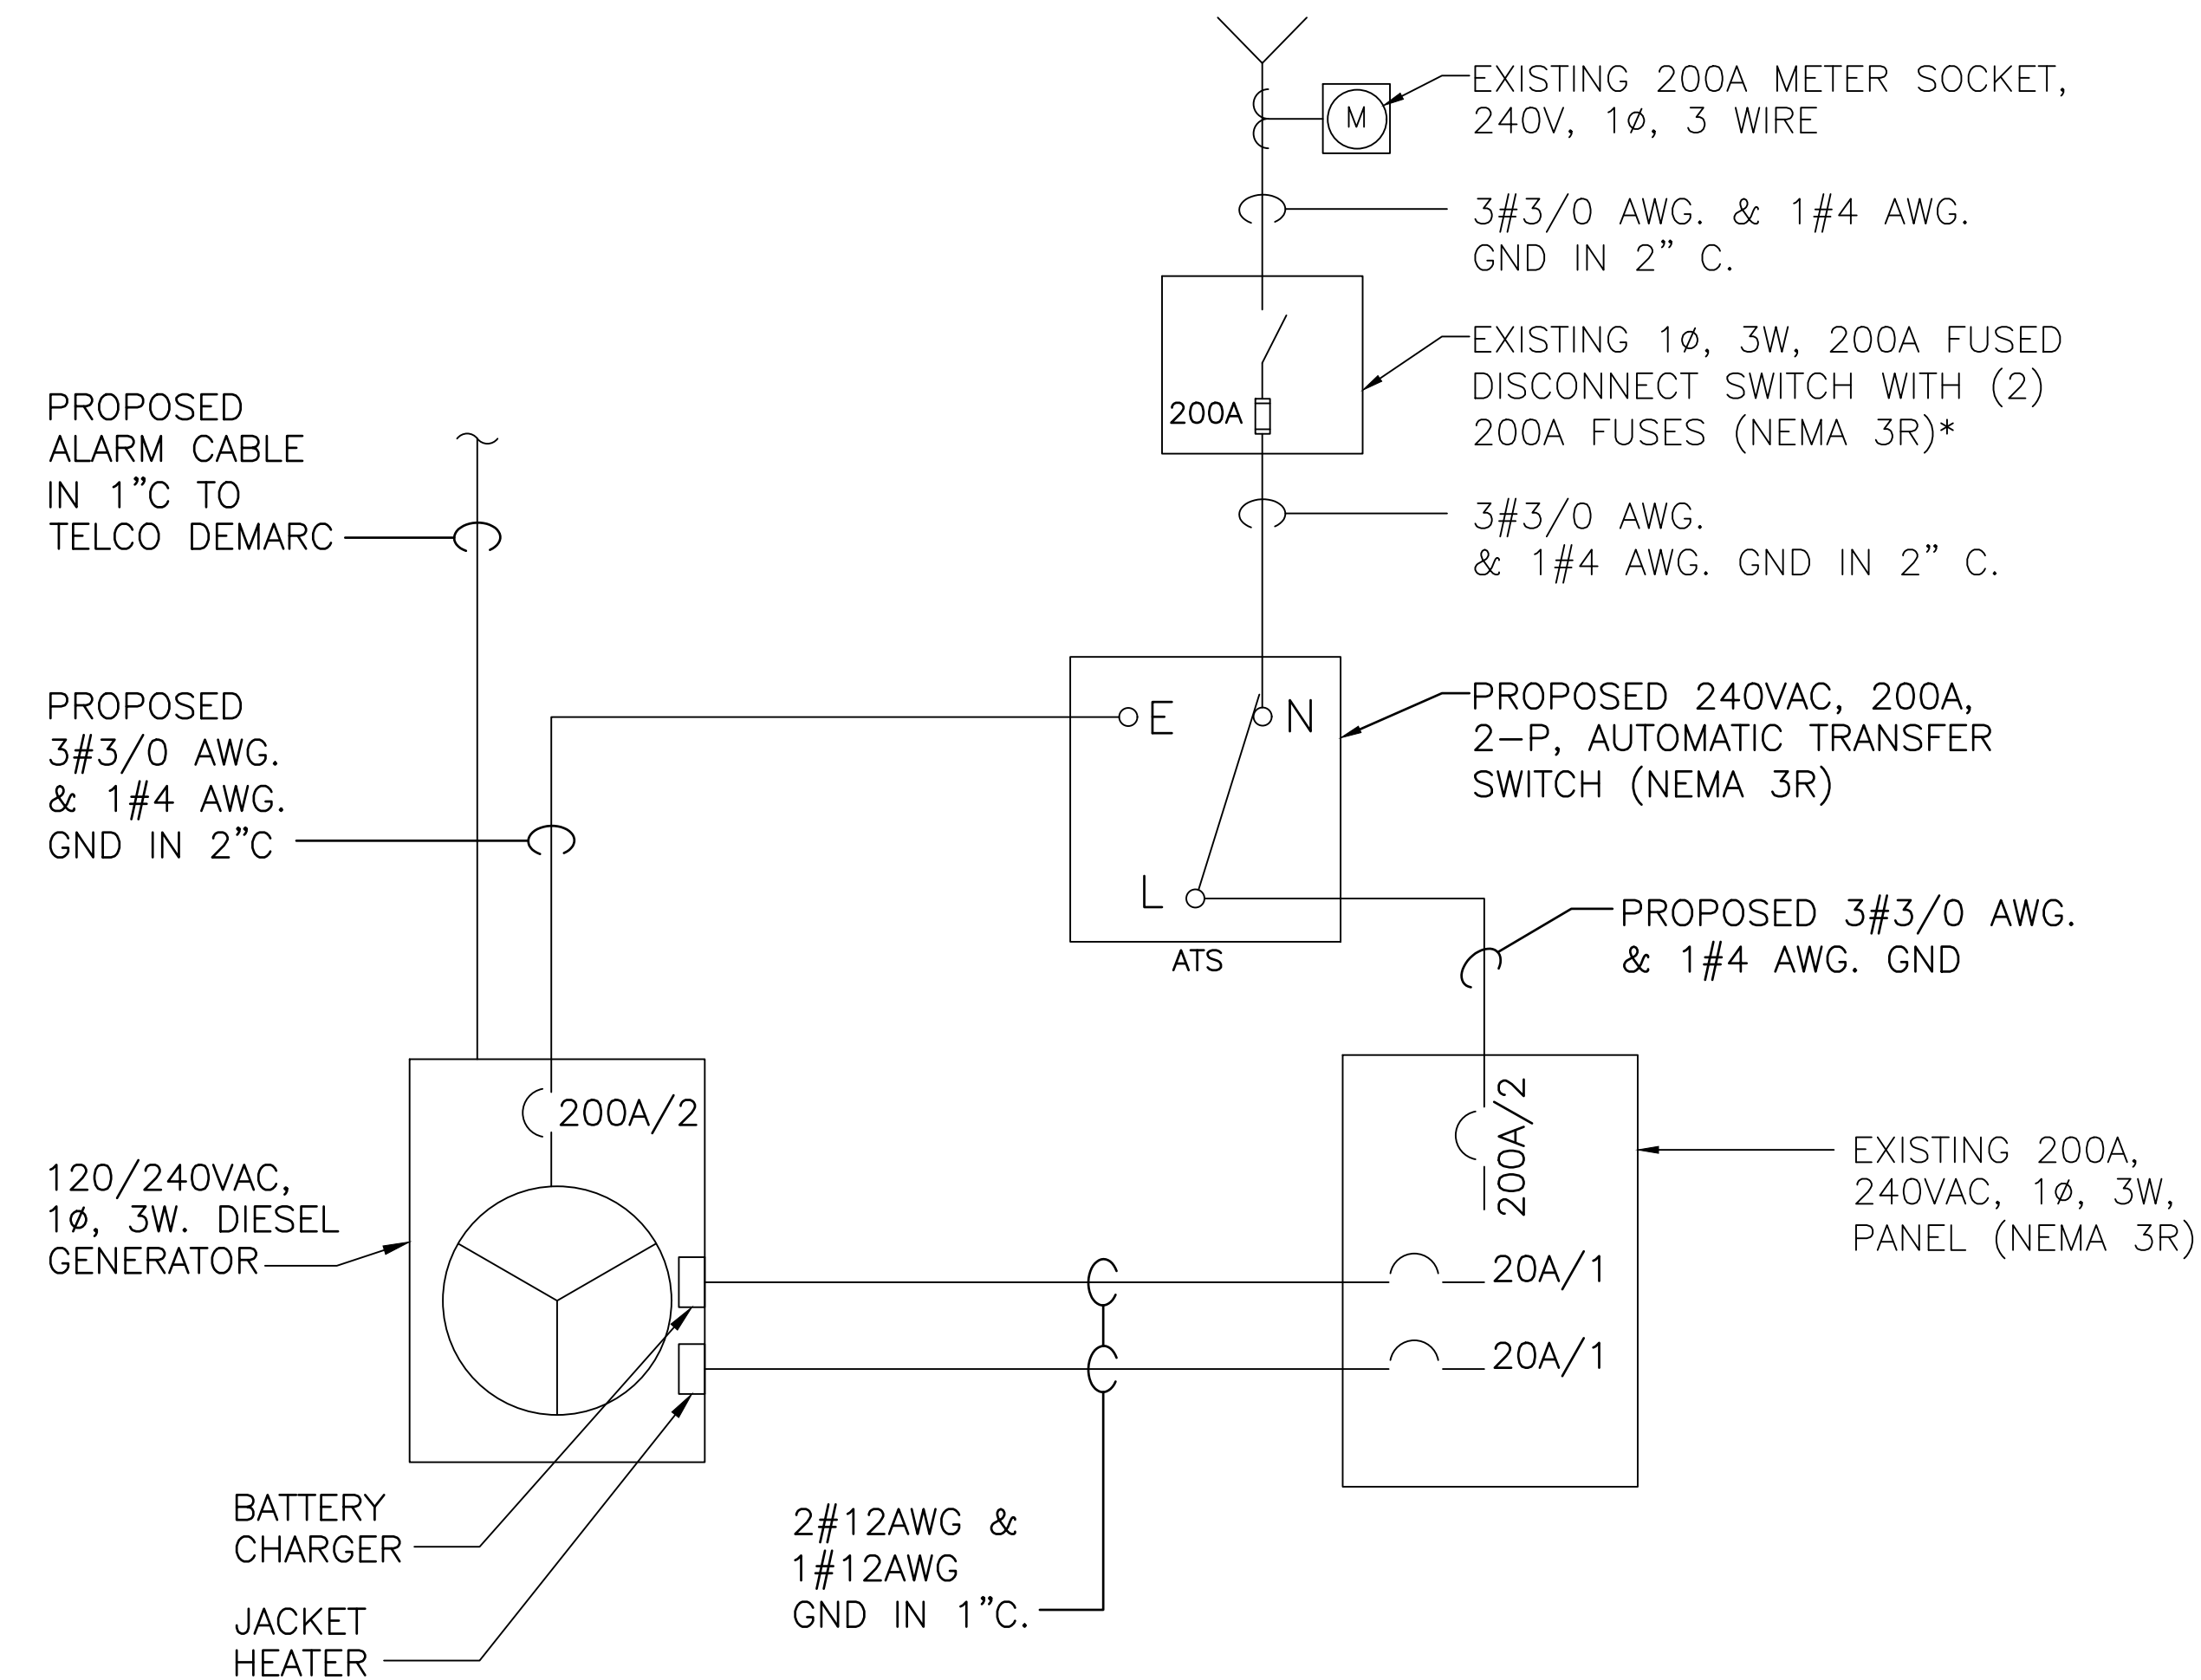 M
EXISTING 200A METER SOCKET,
240V, 1ø, 3 WIRE
3#3/0 AWG. & 1#4 AWG.
GND IN 2" C.
200A
EXISTING 1ø, 3W, 200A FUSED
DISCONNECT SWITCH WITH (2)
200A FUSES (NEMA 3R)*
3#3/0 AWG.
& 1#4 AWG. GND IN 2" C.
PROPOSED
ALARM CABLE
IN 1"C TO
TELCO DEMARC
PROPOSED
3#3/0 AWG.
& 1#4 AWG.
GND IN 2"C
E
N
L
ATS
PROPOSED 240VAC, 200A,
2-P, AUTOMATIC TRANSFER
SWITCH (NEMA 3R)
PROPOSED 3#3/0 AWG.
& 1#4 AWG. GND
200A/2
120/240VAC,
1ø, 3W. DIESEL
GENERATOR
200A/2
20A/1
20A/1
EXISTING 200A,
240VAC, 1ø, 3W,
PANEL (NEMA 3R)
BATTERY
CHARGER
JACKET
HEATER
2#12AWG &
1#12AWG
GND IN 1"C.